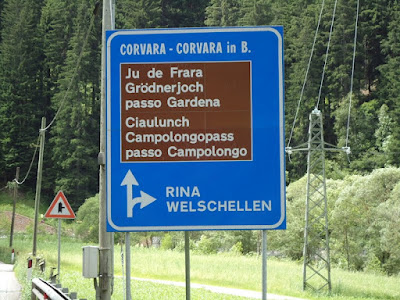 CORVARA - CORVARA in B.
Ju de Frara
Grödnerjoch
passo Gardena
Ciaulunch
Campolongopass
passo Campolongo
RINA
WELSCHELLEN